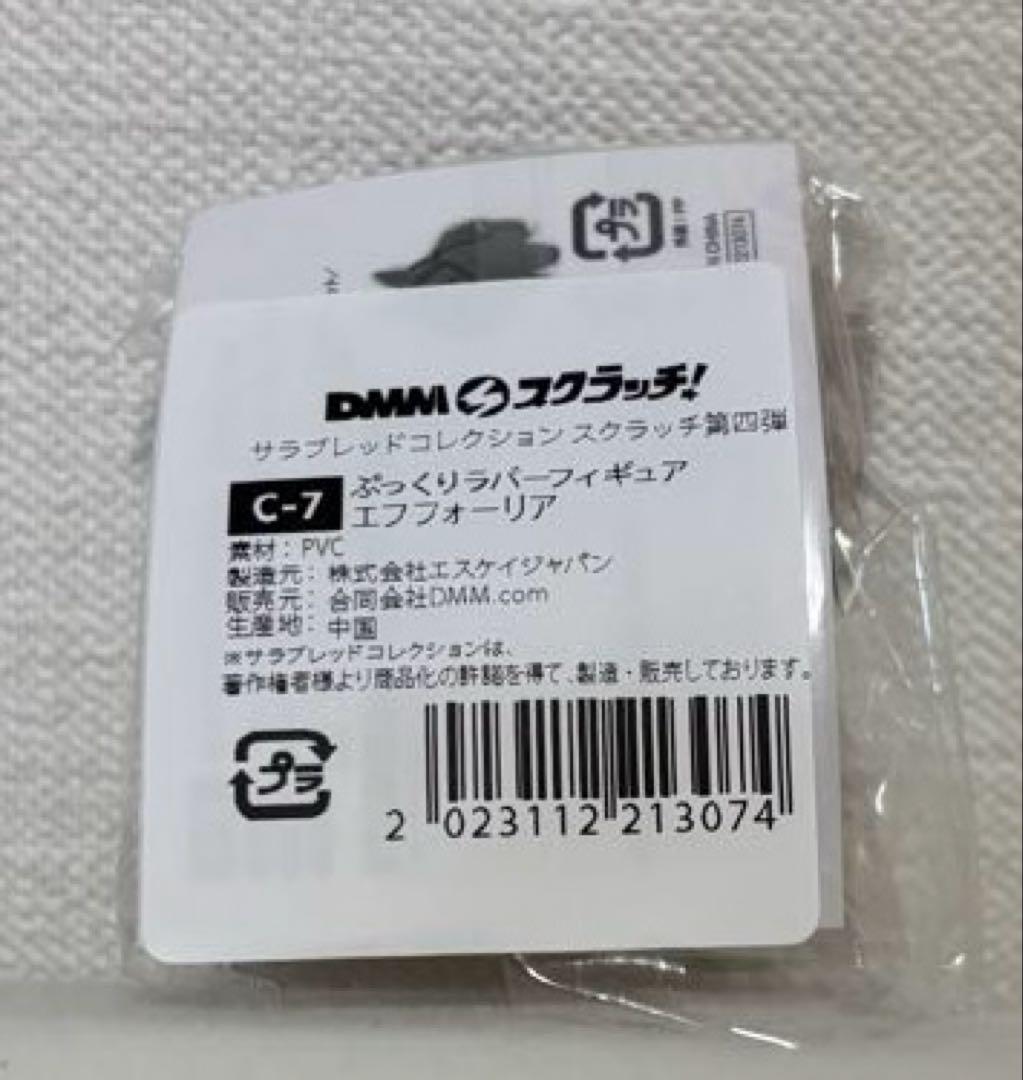 プラ
DMMスクラッチ!
サラブレッドコレクション スクラッチ第四弾
C-7
ぷっくりラバーフィギュア
エフフォーリア
素材:PVC
製造元:株式会社エスケイジャパン
販売元:合同会社DMM.com
生産地:中国
※サラブレッドコレクションは、
著作権者様より商品化の許諾を得て、製造・販売しております。
プラ
2 023112 213074